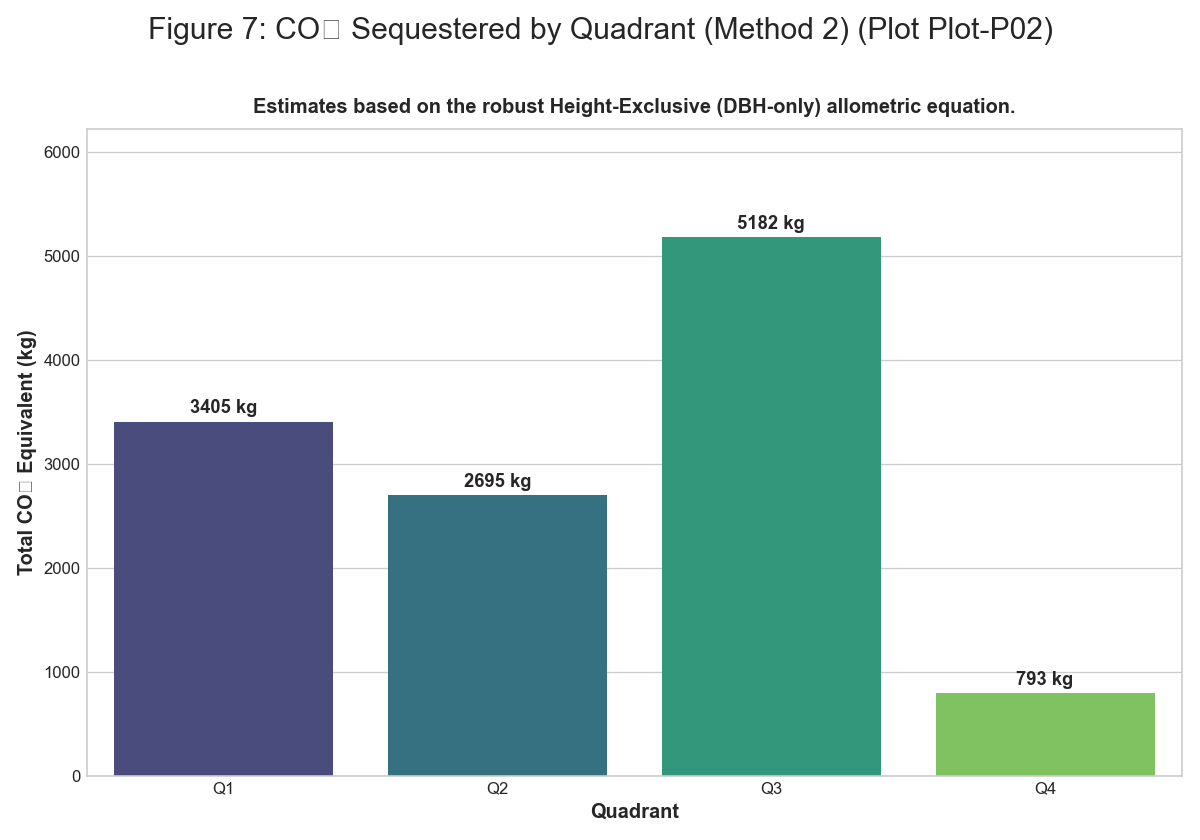 Figure 7: CO□ Sequestered by Quadrant (Method 2) (Plot Plot-P02)
Estimates based on the robust Height-Exclusive (DBH-only) allometric equation.
Total CO□ Equivalent (kg)
6000
5000
4000
3000
2000
1000
0
3405 kg
2695 kg
5182 kg
793 kg
Q1
Q2
Q3
Q4
Quadrant